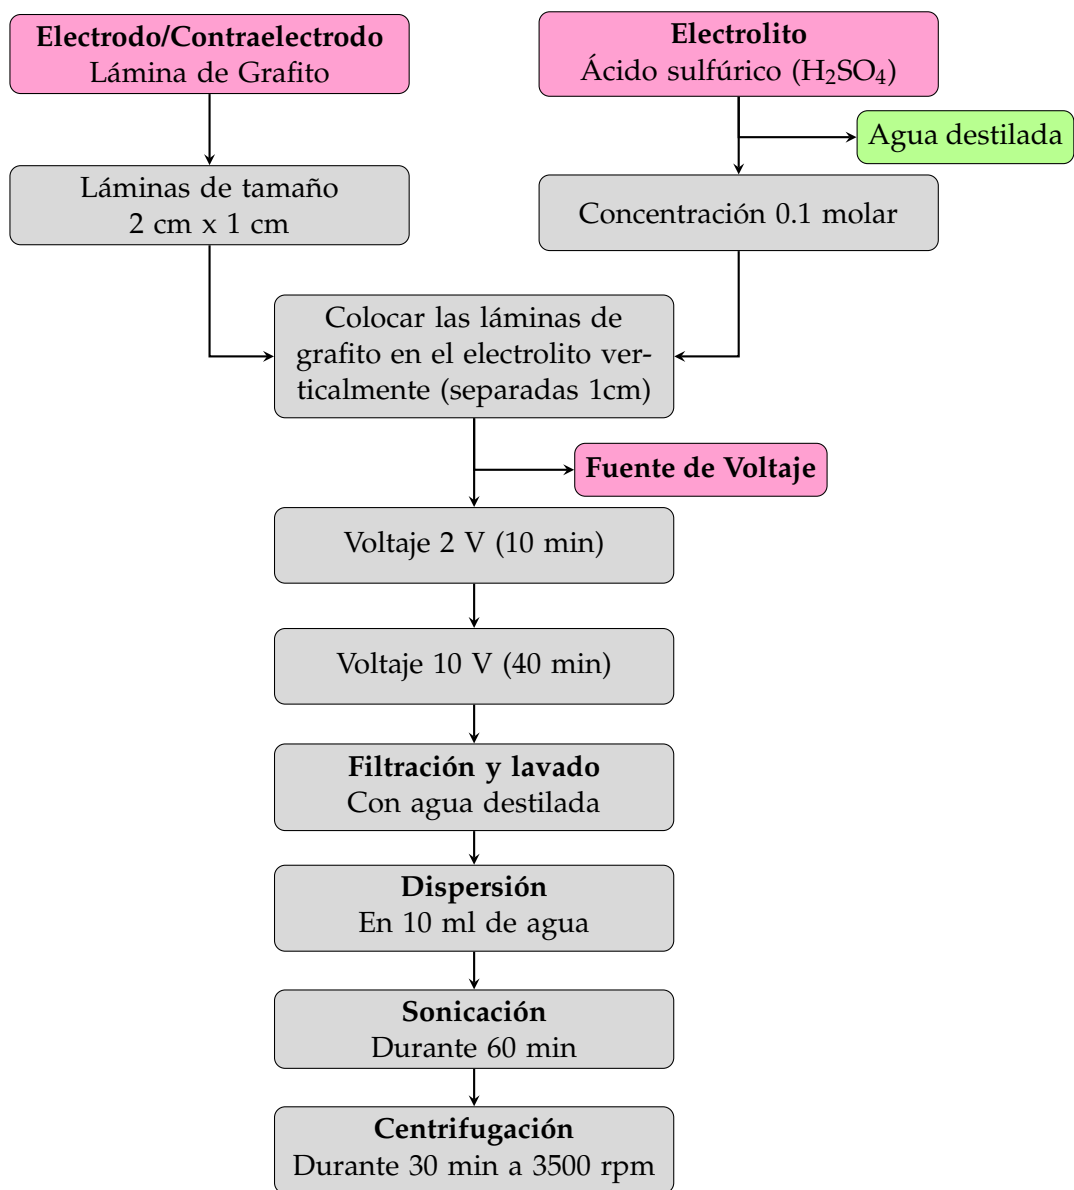 Electrodo/Contraelectrodo
Lámina de Grafito
Electrolito
Ácido sulfúrico (H₂SO₄)
Agua destilada
Láminas de tamaño
2 cm x 1 cm
Concentración 0.1 molar
Colocar las láminas de
grafito en el electrolito ver-
ticalmente (separadas 1cm)
Fuente de Voltaje
Voltaje 2 V (10 min)
Voltaje 10 V (40 min)
Filtración y lavado
Con agua destilada
Dispersión
En 10 ml de agua
Sonicación
Durante 60 min
Centrifugación
Durante 30 min a 3500 rpm